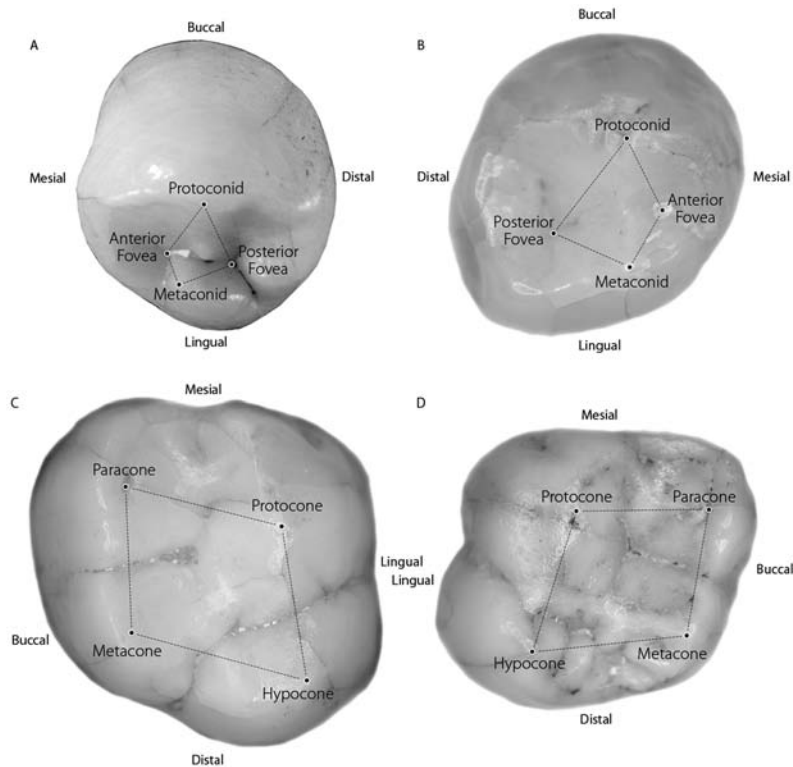 A
Buccal
Mesial
Distal
Protoconid
Anterior
Fovea
Posterior
Fovea
Metaconid
Lingual
B
Buccal
Protoconid
Distal
Mesial
Anterior
Fovea
Posterior
Fovea
Metaconid
Lingual
C
Mesial
Paracone
Protocone
Lingual
Buccal
Metacone
Hypocone
Distal
D
Mesial
Protocone
Paracone
Lingual
Buccal
Hypocone
Metacone
Distal